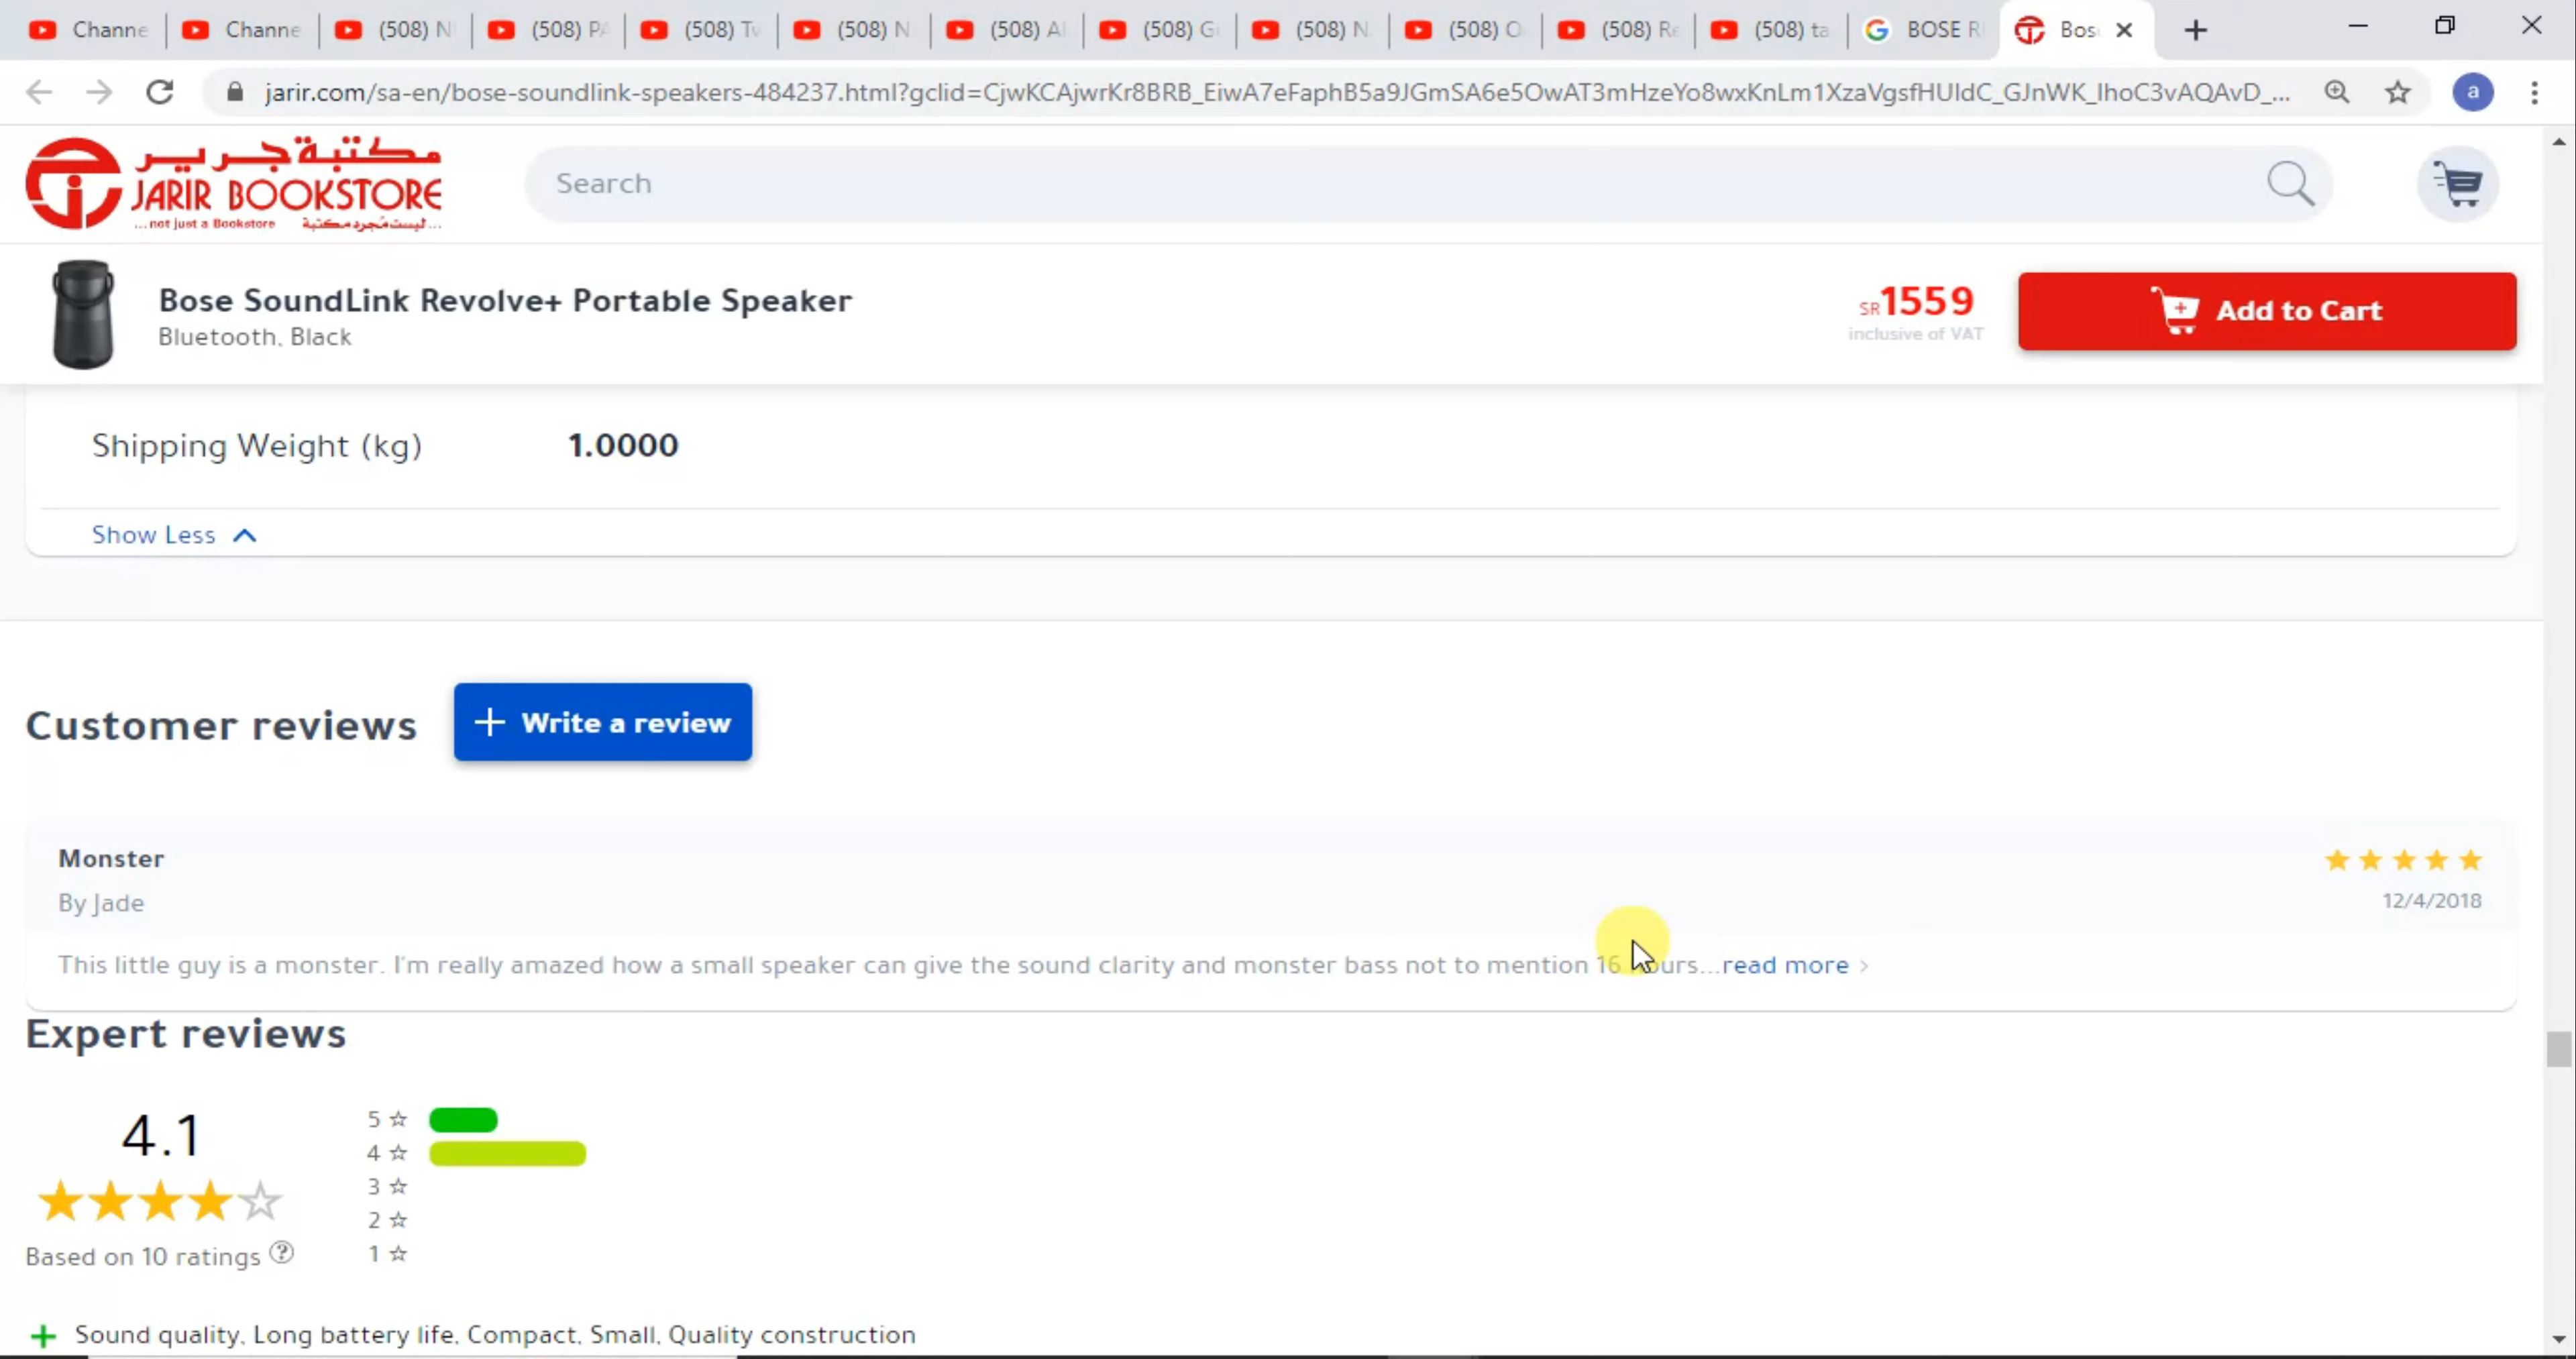 Channe
Channe
(508) N
(508) PA
(508) Tv
(508) N
(508) Al
(508) G
(508) N
(508) O
(508) Re
(508) ta
BOSE R
Bos
jarir.com/sa-en/bose-soundlink-speakers-484237.html?gclid=CjwKCAjwrKr8BRB_EiwA7eFaphB5a9JGmSA6e5OwAT3mHzeYo8wxKnLm1XzaVgsfHUIdC_GJnWK_IhoC3vAQAvD_...
a
مكتبة جرير
JARIR BOOKSTORE
...not just a Bookstore ليست مُجرد مكتبة...
Search
Bose SoundLink Revolve+ Portable Speaker
Bluetooth, Black
SR1559
inclusive of VAT
Add to Cart
Shipping Weight (kg) 1.0000
Show Less
Customer reviews
+ Write a review
Monster
By Jade
12/4/2018
This little guy is a monster. I'm really amazed how a small speaker can give the sound clarity and monster bass not to mention 16 hours...read more >
Expert reviews
4.1
Based on 10 ratings ?
5 ☆
4 ☆
3 ☆
2 ☆
1 ☆
+ Sound quality, Long battery life, Compact, Small, Quality construction